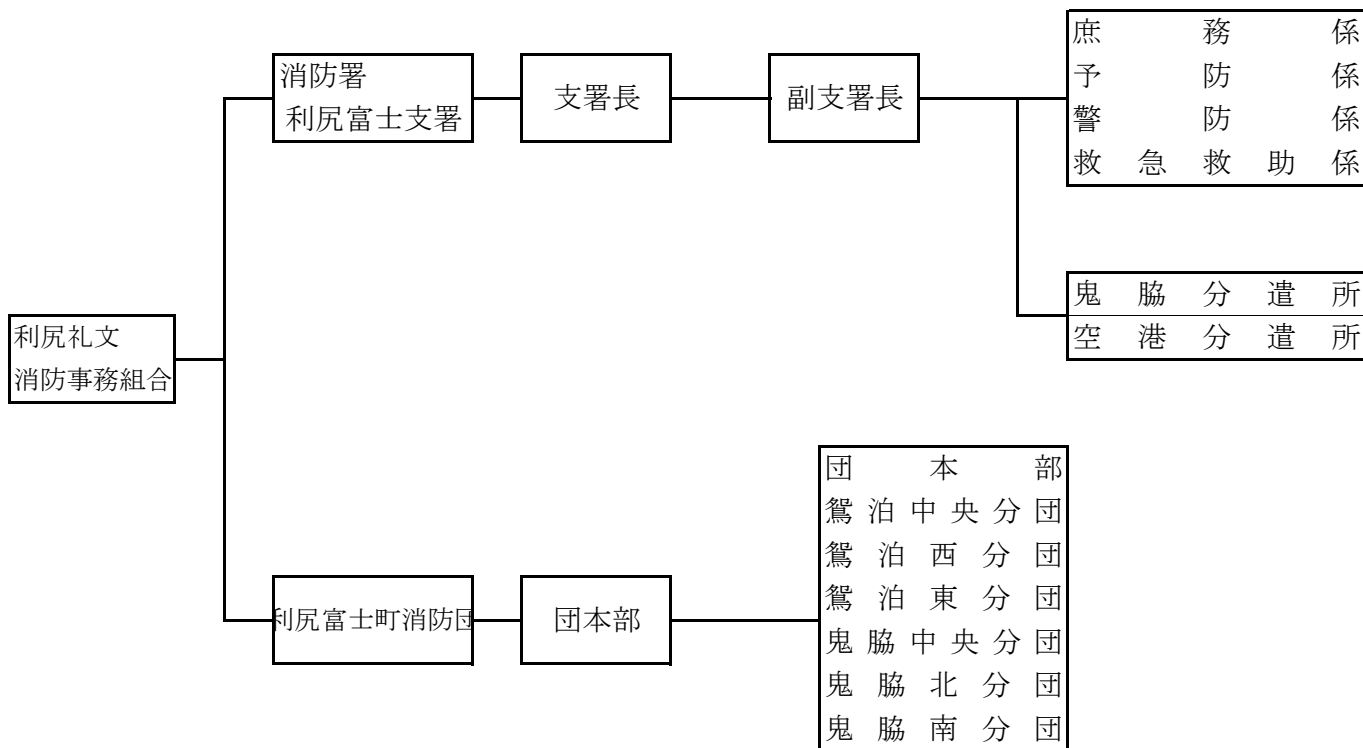 消防署
利尻富士支署
支署長
副支署長
庶務係
予防係
警防係
救急救助係
鬼脇分遣所
空港分遣所
利尻礼文
消防事務組合
利尻富士町消防団
団本部
団本部
鴛泊中央分団
鴛泊西分団
鴛泊東分団
鬼脇中央分団
鬼脇北分団
鬼脇南分団